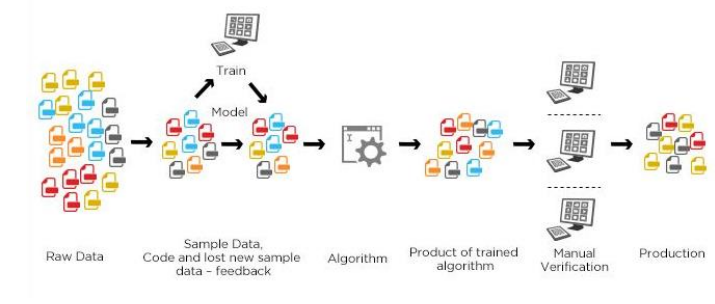 Train
Model
Raw Data
Sample Data,
Code and lost new sample
data – feedback
Algorithm
Product of trained
algorithm
Manual
Verification
Production